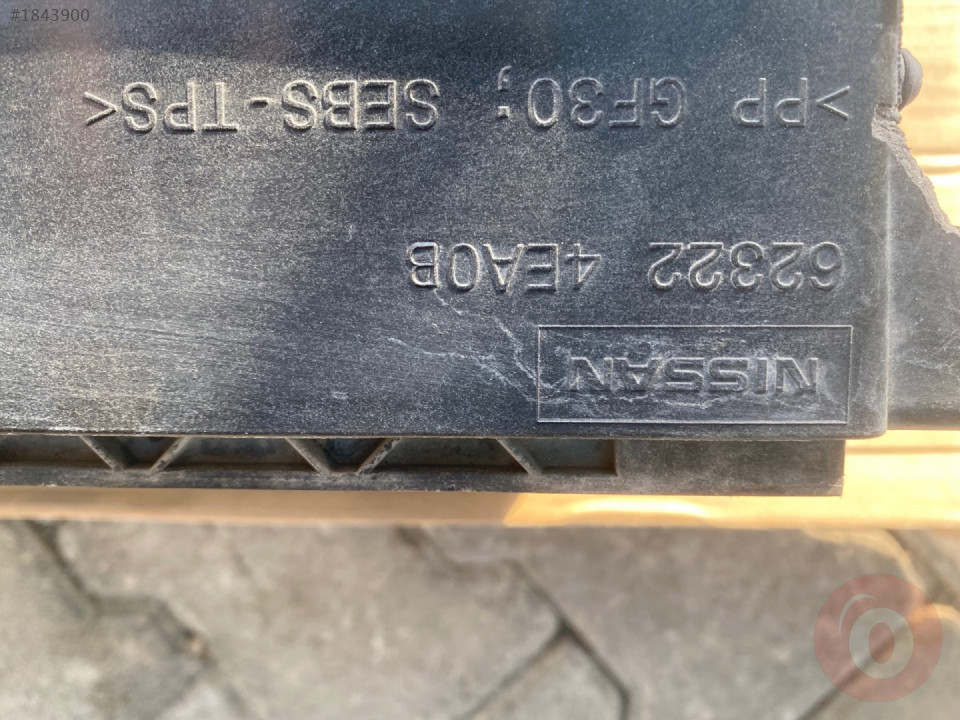 #1843900
NISSAN
62322 4EA0B
>PP GF30; SEBS-TPS<